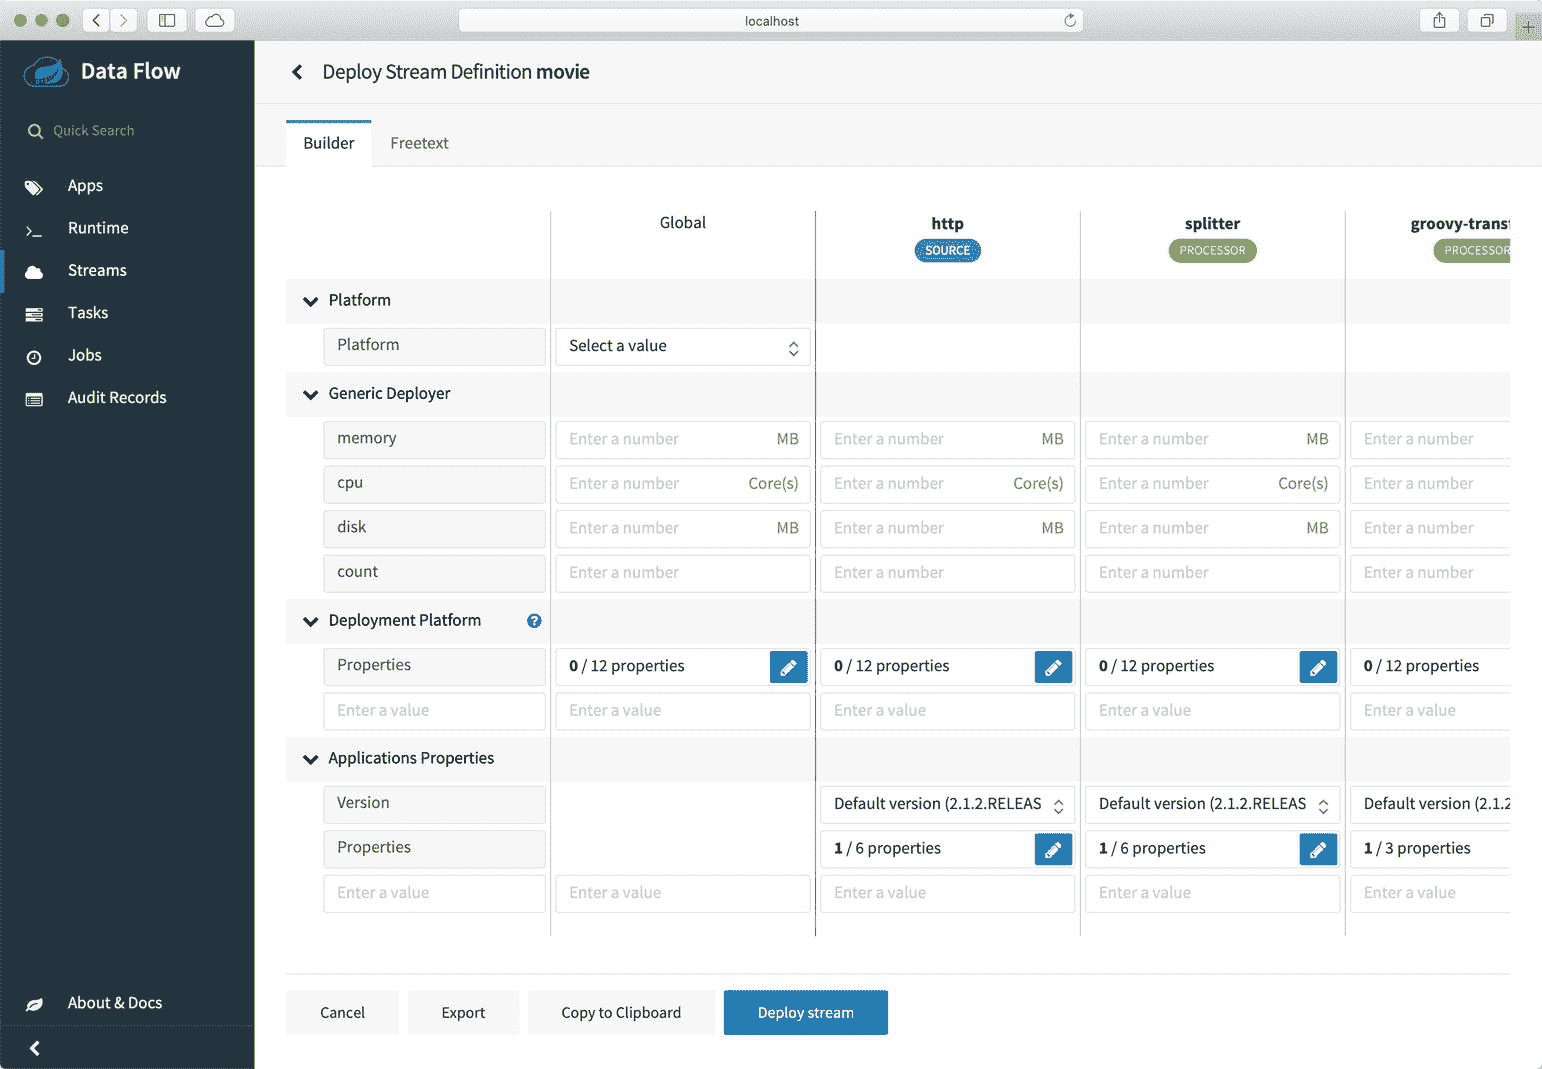 localhost
Data Flow
Quick Search
Apps
Runtime
Streams
Tasks
Jobs
Audit Records
About & Docs
Deploy Stream Definition movie
Builder Freetext
Global http splitter groovy-trans
SOURCE PROCESSOR PROCESSOR
Platform
Platform Select a value
Generic Deployer
memory Enter a number MB Enter a number MB Enter a number MB Enter a number
cpu Enter a number Core(s) Enter a number Core(s) Enter a number Core(s) Enter a number
disk Enter a number MB Enter a number MB Enter a number MB Enter a number
count Enter a number Enter a number Enter a number Enter a number
Deployment Platform ?
Properties 0 / 12 properties 0 / 12 properties 0 / 12 properties 0 / 12 properties
Enter a value Enter a value Enter a value Enter a value Enter a value
Applications Properties
Version Default version (2.1.2.RELEAS Default version (2.1.2.RELEAS Default version (2.1.2
Properties 1 / 6 properties 1 / 6 properties 1 / 3 properties
Enter a value Enter a value Enter a value Enter a value Enter a value
Cancel Export Copy to Clipboard Deploy stream